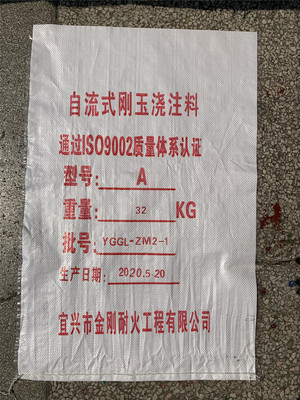 自流式刚玉浇注料
通过ISO9002质量体系认证
型号: A
重量: 32 KG
批号: YGGL-ZM2-1
生产日期: 2020.5.20
宜兴市金刚耐火工程有限公司